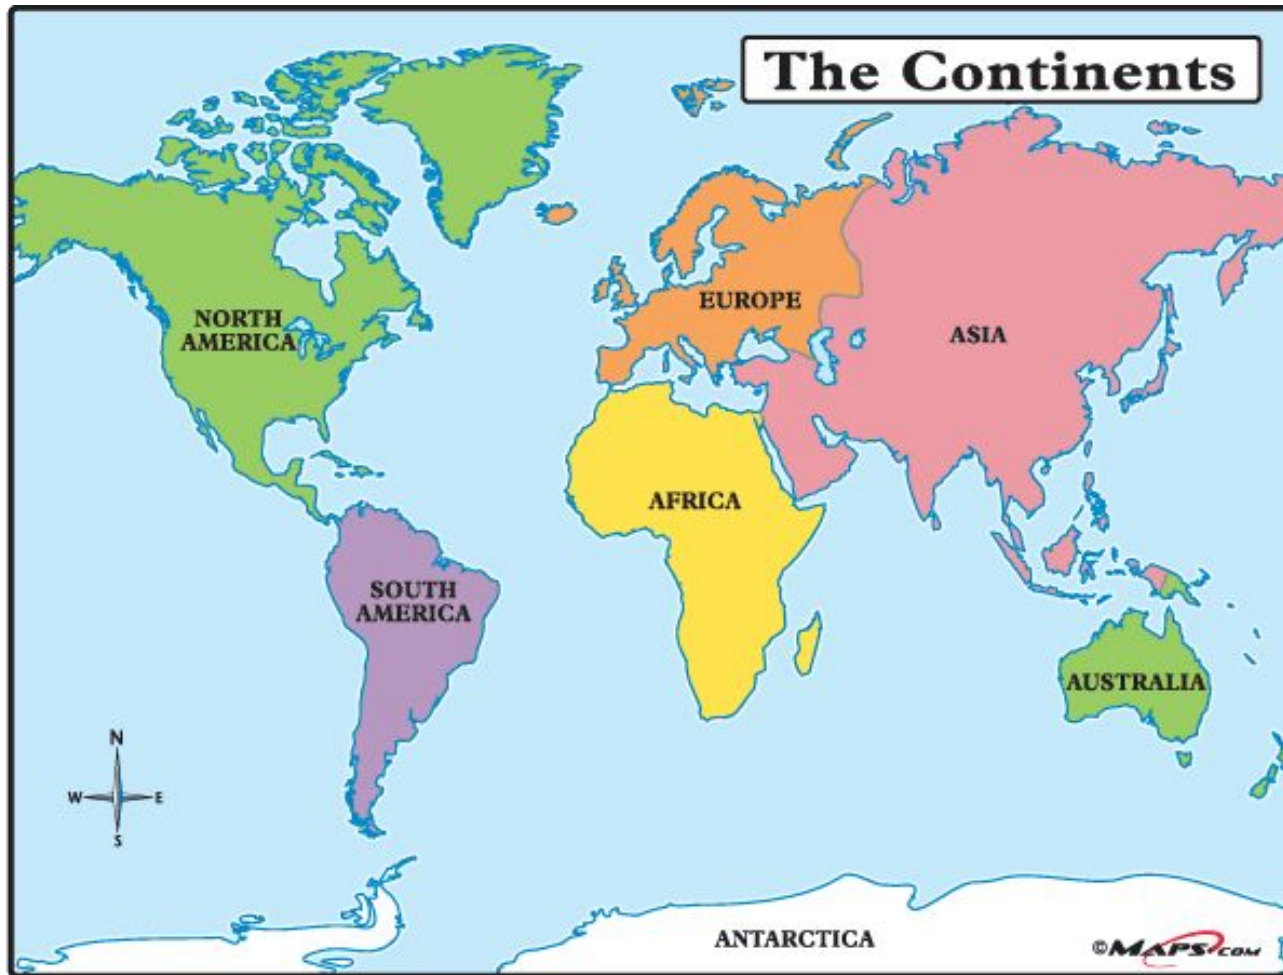 The Continents
NORTH
AMERICA
EUROPE
ASIA
AFRICA
SOUTH
AMERICA
AUSTRALIA
N
W E
S
ANTARCTICA
©MAPS.COM